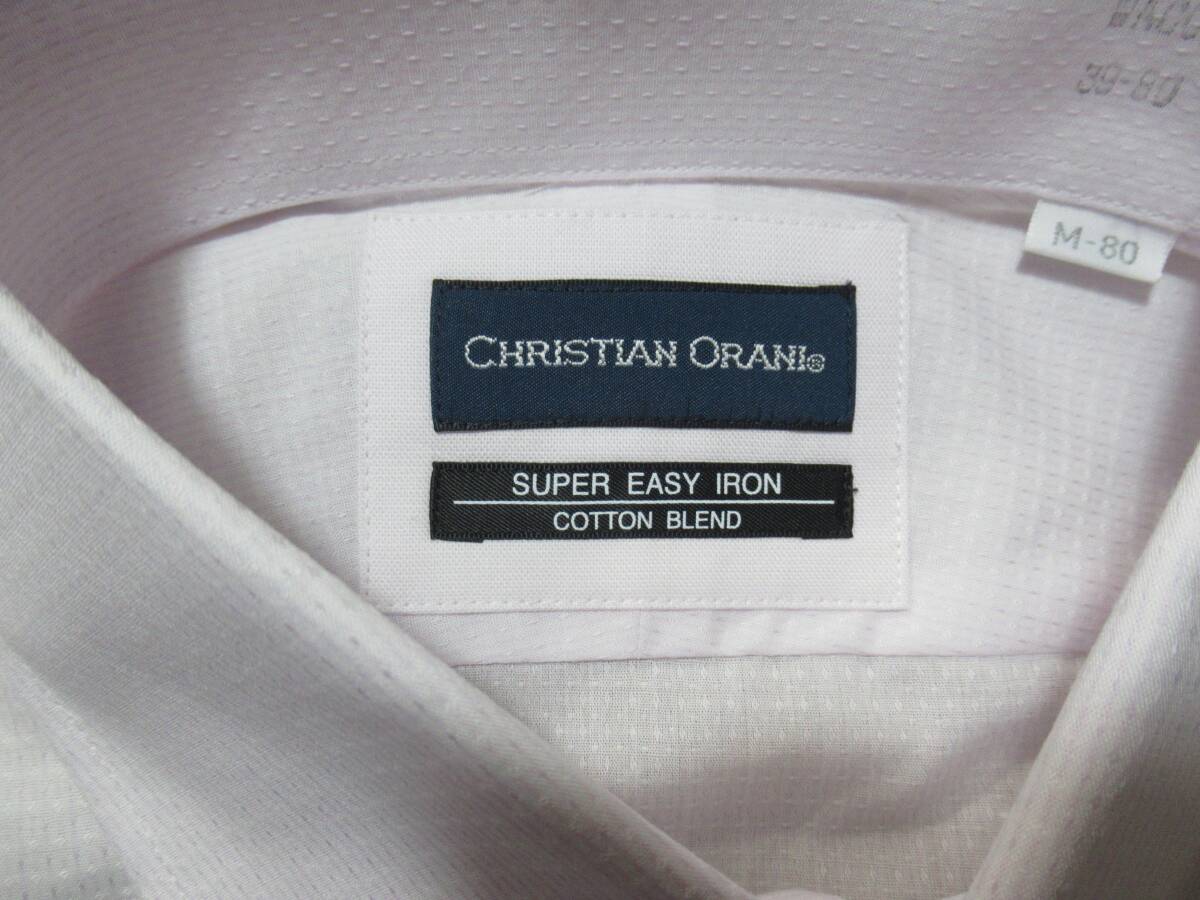 39-80
M-80
CHRISTIAN ORANI®
SUPER EASY IRON
COTTON BLEND